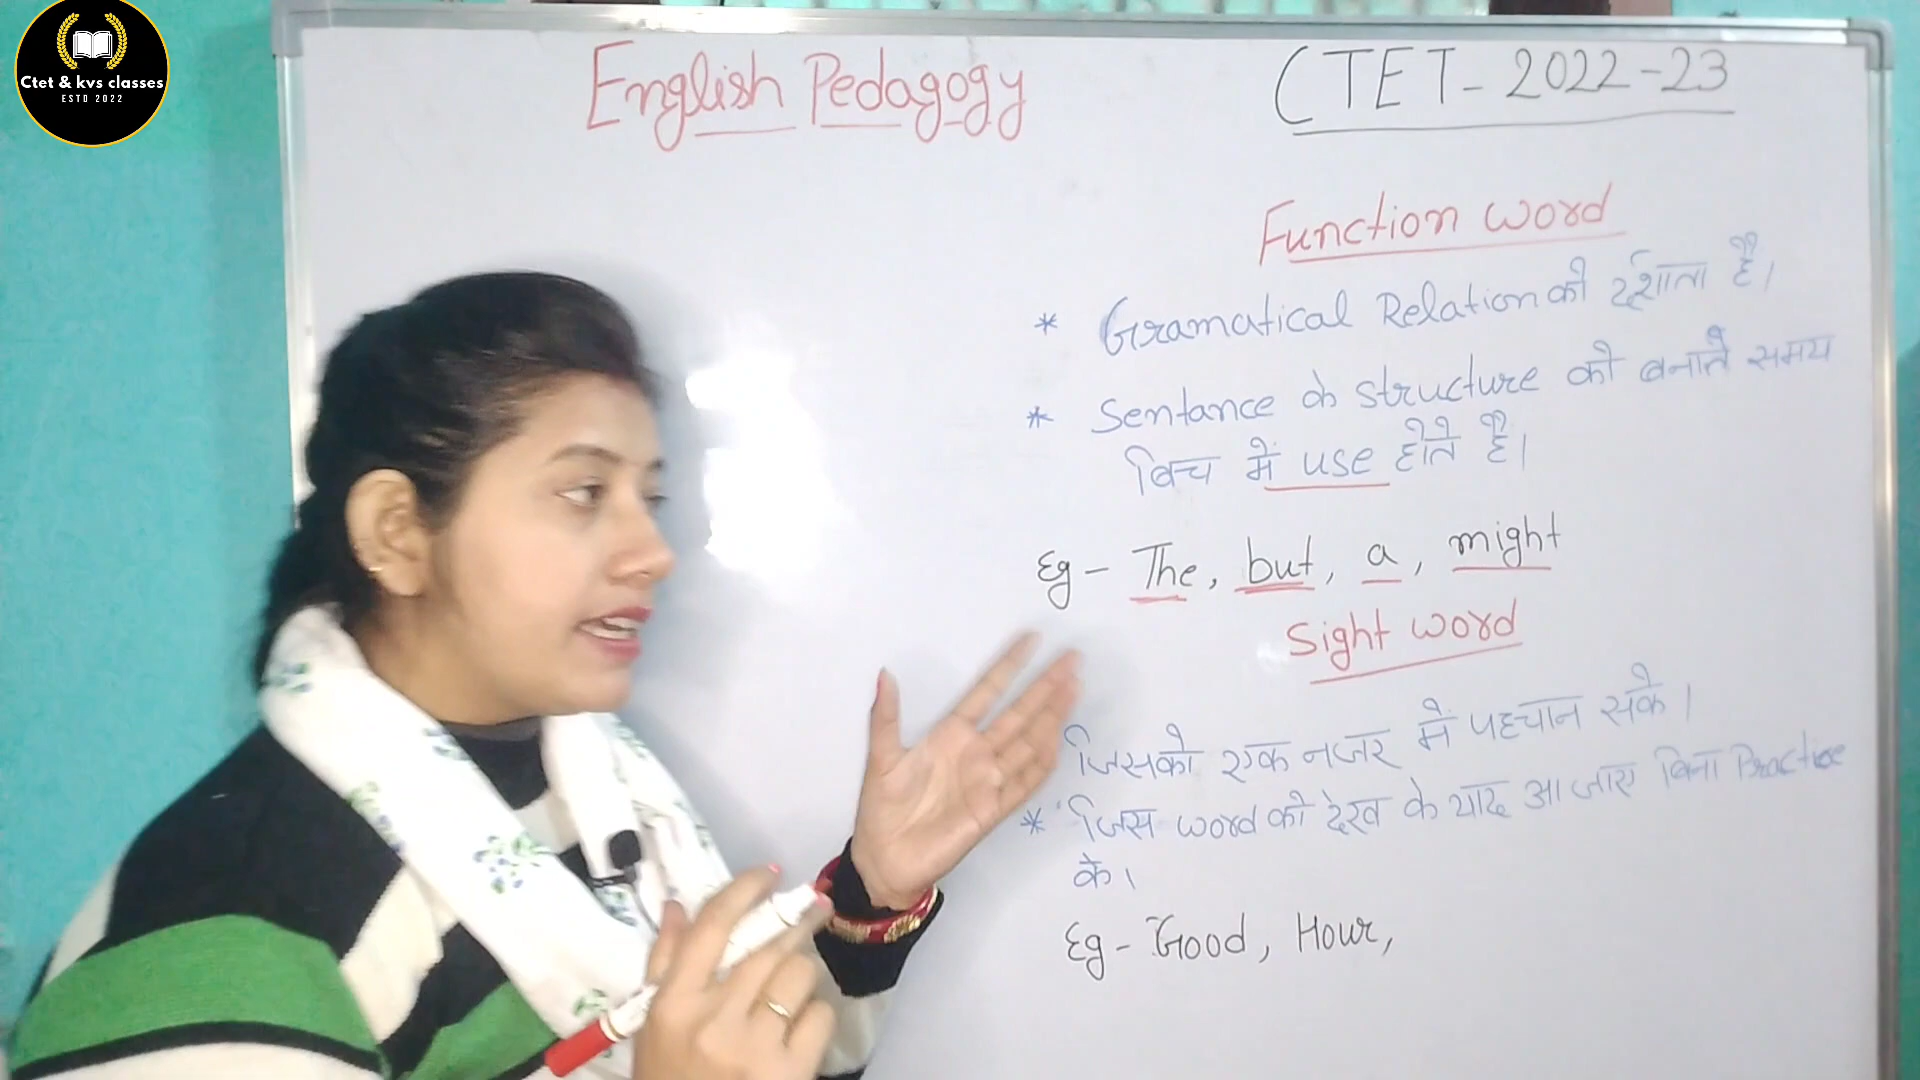 Ctet & kvs classes
ESTD 2022
English Pedagogy
CTET - 2022-23
Function word
* Gramatical Relation को र्दशाता है।
* Sentance के structure को बनाते समय
बिच में use होते है।
Eg - The, but, a, might
Sight word
जिसको एक नजर में पहचान सके।
* जिस word को देख के याद आ जाए बिना Practice
के।
Eg - Good, Hour,